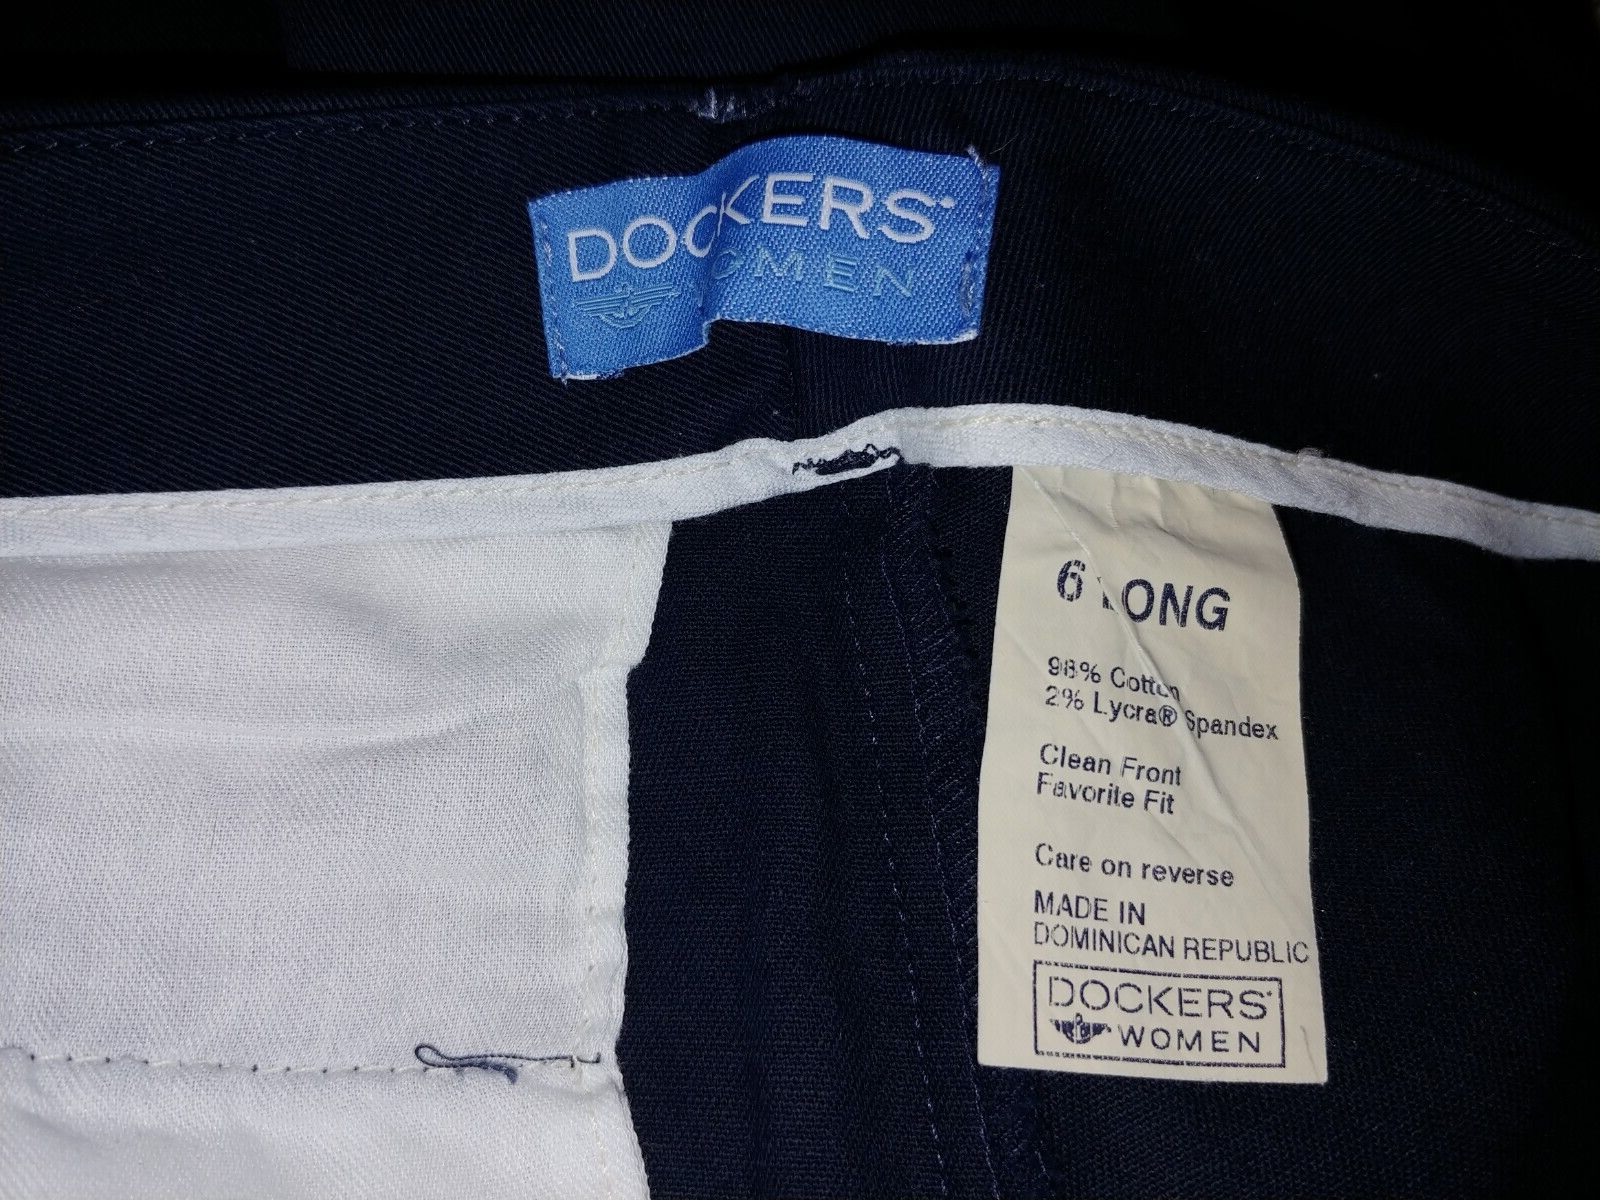 DOCKERS
WOMEN
6 LONG
98% Cotton
2% Lycra® Spandex
Clean Front
Favorite Fit
Care on reverse
MADE IN
DOMINICAN REPUBLIC
DOCKERS
WOMEN